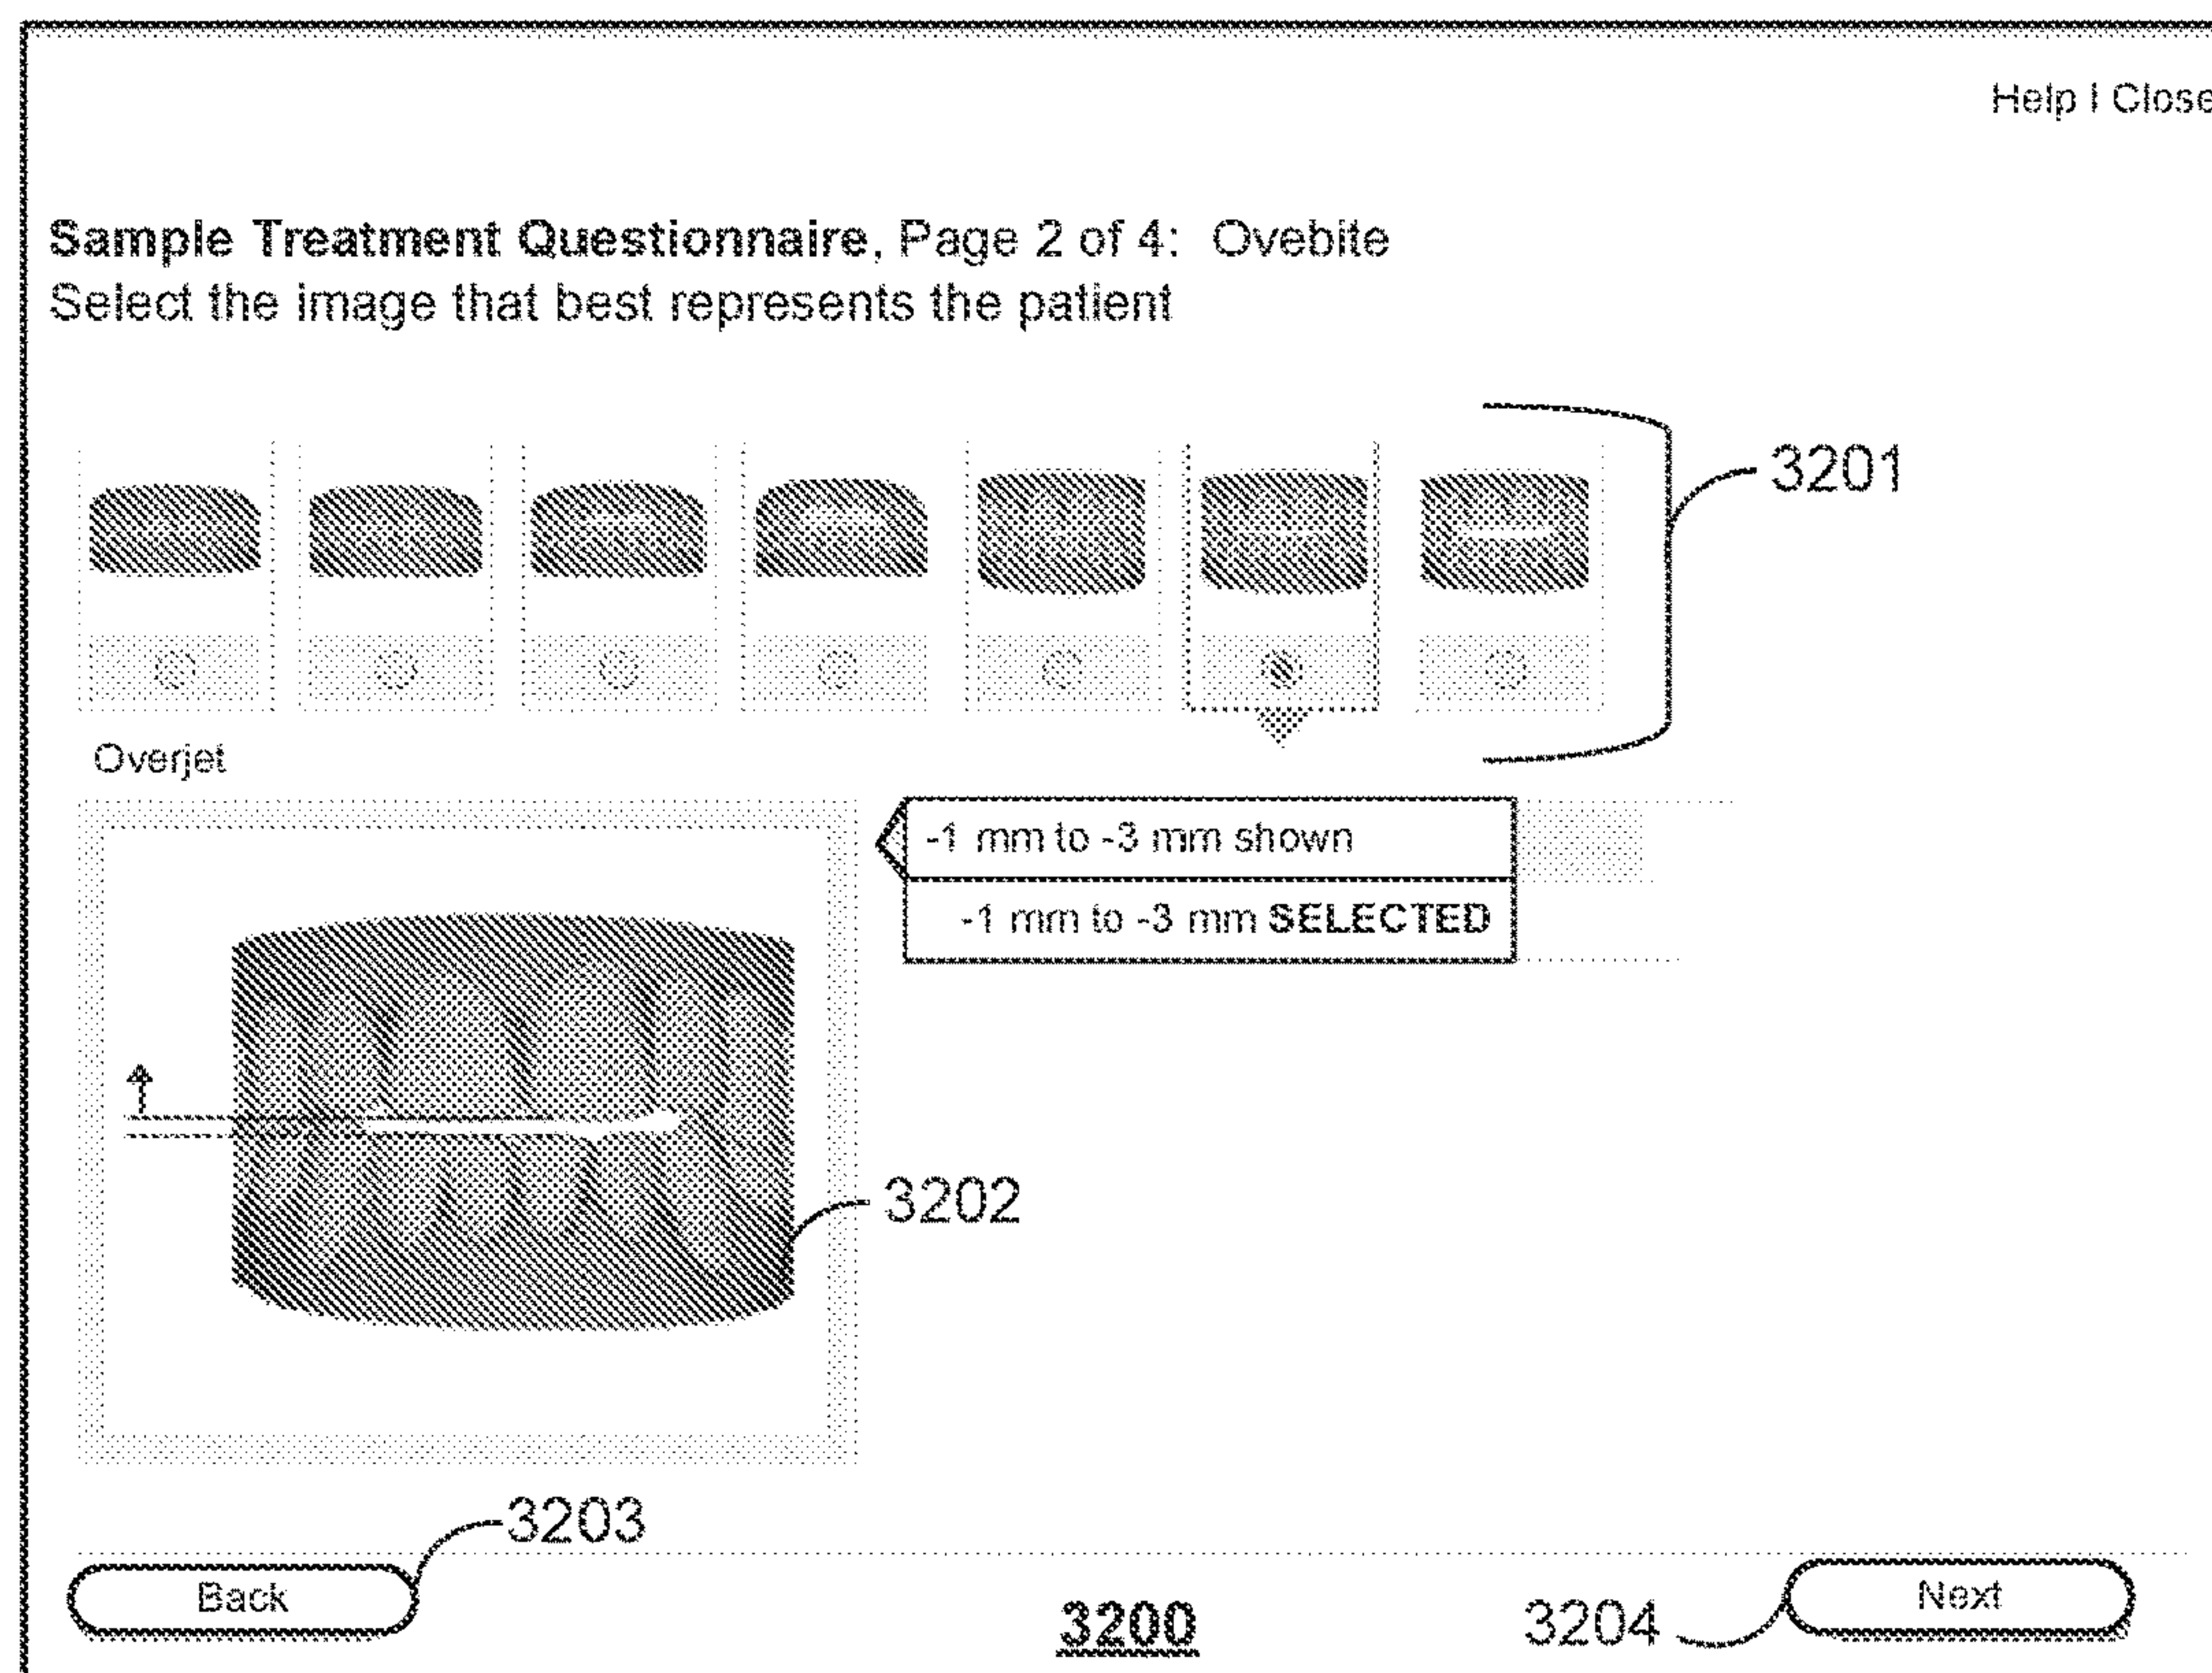 Help | Close
Sample Treatment Questionnaire, Page 2 of 4: Ovebite
Select the image that best represents the patient
3201
Overjet
-1 mm to -3 mm shown
-1 mm to -3 mm SELECTED
3202
3203
Back
3200
3204
Next